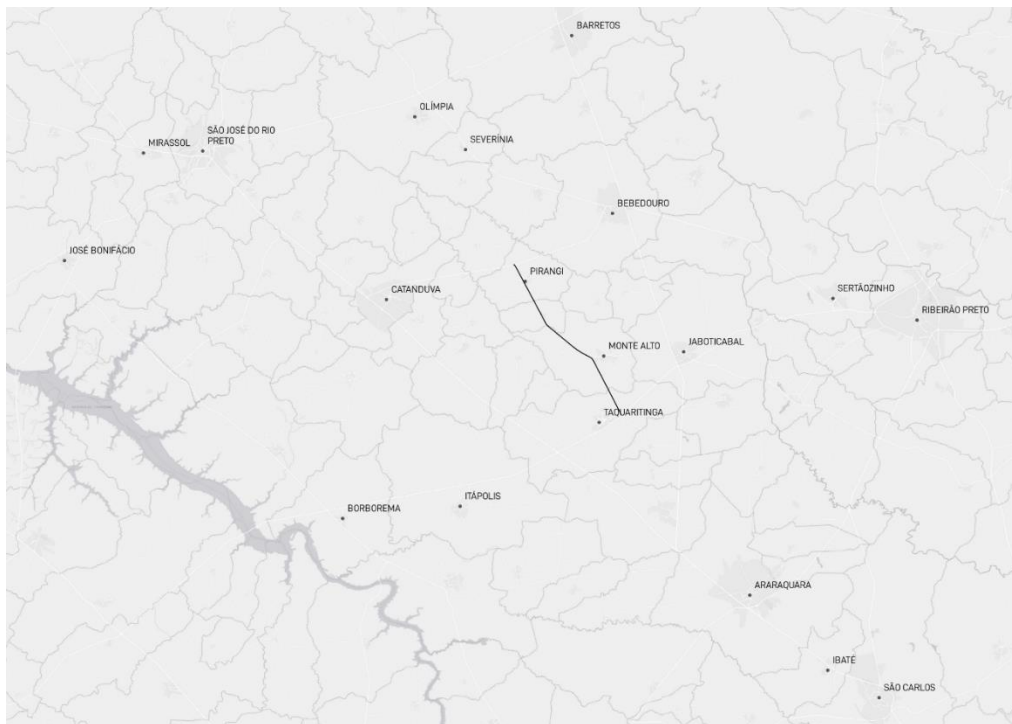 BARRETOS
OLÍMPIA
SÃO JOSÉ DO RIO
PRETO
MIRASSOL
SEVERÍNIA
BEBEDOURO
JOSÉ BONIFÁCIO
PIRANGI
CATANDUVA
SERTÃOZINHO
RIBEIRÃO PRETO
MONTE ALTO
JABOTICABAL
TAQUARITINGA
ITÁPOLIS
BORBOREMA
ARARAQUARA
IBATÉ
SÃO CARLOS